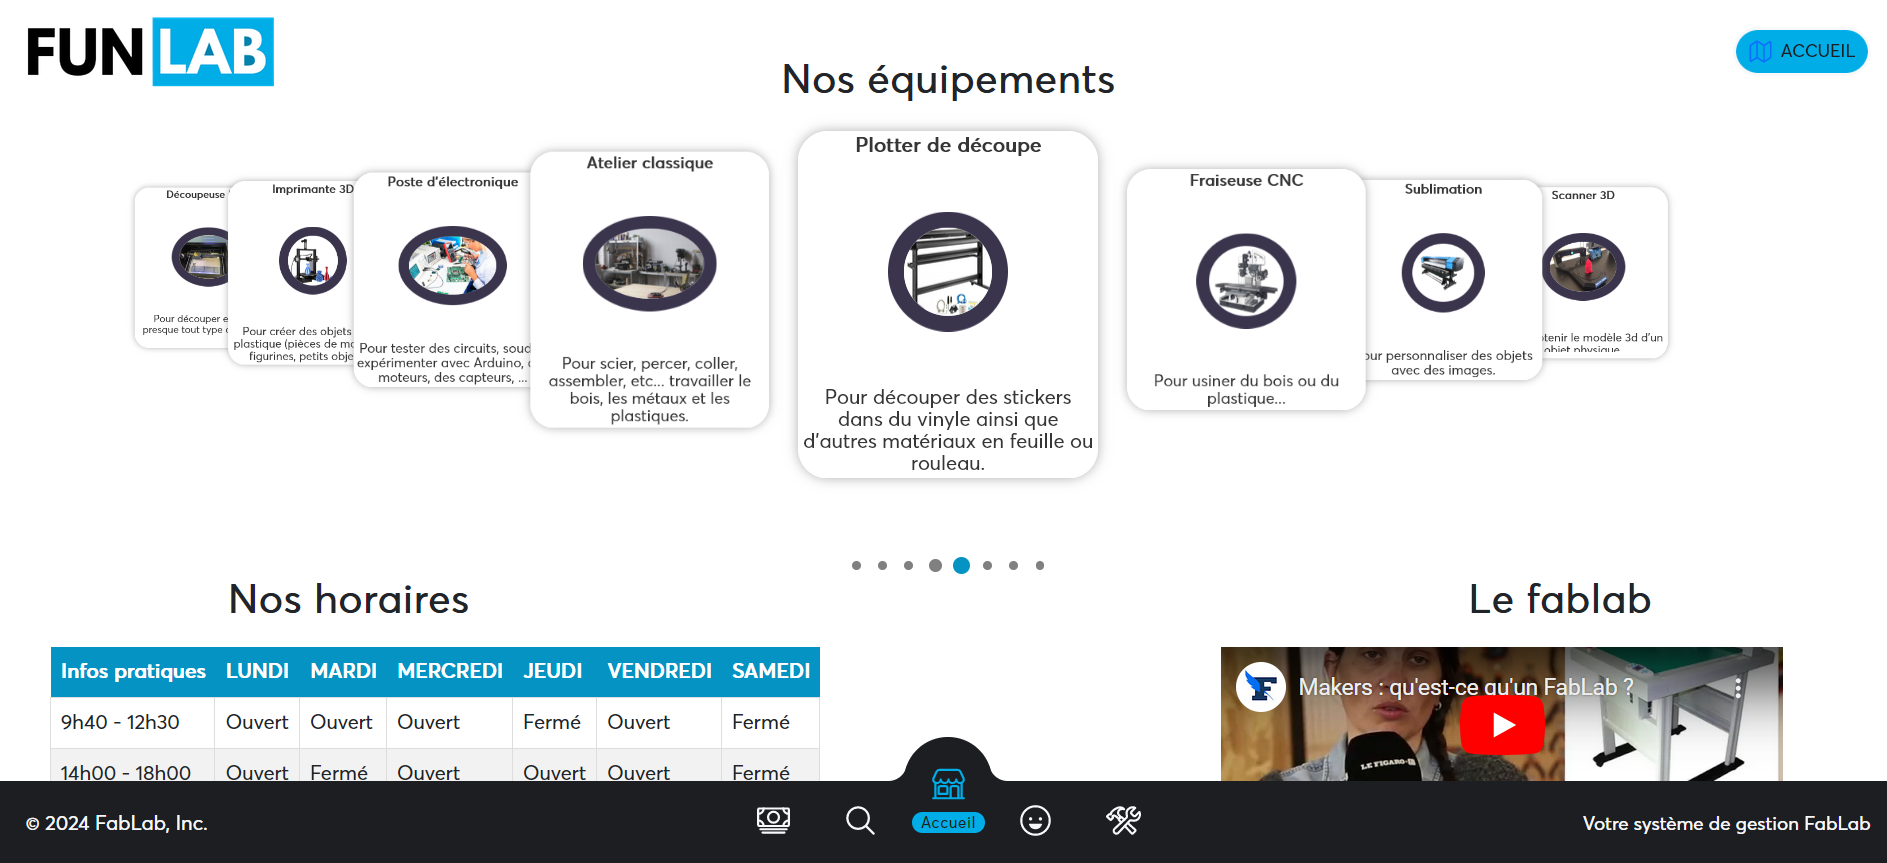 FUN LAB
ACCUEIL
Nos équipements
Découpeuse
Pour découper e
presque tout type
Imprimante 3D
Pour créer des objets
plastique (pièces de mo
figurines, petits obje
Poste d'électronique
Pour tester des circuits, soud
expérimenter avec Arduino,
moteurs, des capteurs, ...
Atelier classique
Pour scier, percer, coller,
assembler, etc... travailler le
bois, les métaux et les
plastiques.
Plotter de découpe
Pour découper des stickers
dans du vinyle ainsi que
d'autres matériaux en feuille ou
rouleau.
Fraiseuse CNC
Pour usiner du bois ou du
plastique...
Sublimation
our personnaliser des objets
avec des images.
Scanner 3D
tenir le modèle 3d d'un
objet physique
Nos horaires
Infos pratiques LUNDI MARDI MERCREDI JEUDI VENDREDI SAMEDI
9h40 - 12h30 Ouvert Ouvert Ouvert Fermé Ouvert Fermé
14h00 - 18h00 Ouvert Fermé Ouvert Ouvert Ouvert Fermé
Le fablab
F
Makers : qu'est-ce qu'un FabLab ?
LE FIGARO
© 2024 FabLab, Inc.
Accueil
Votre système de gestion FabLab